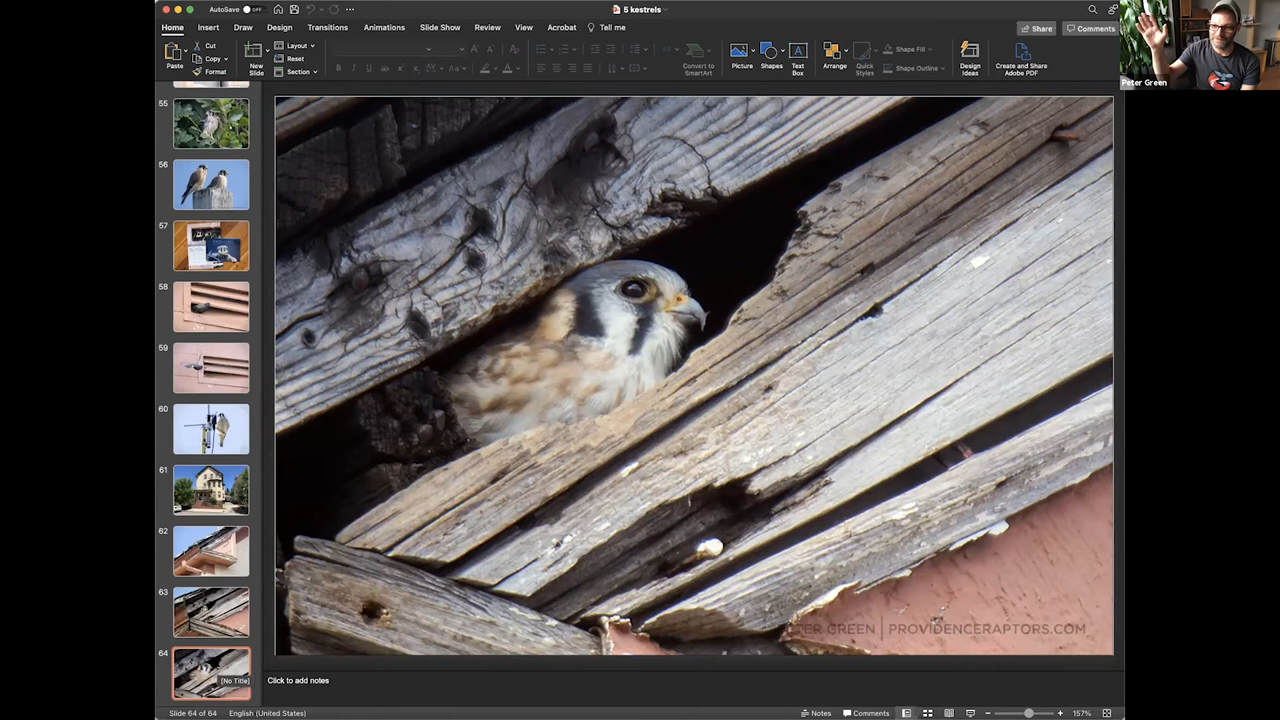 AutoSave OFF
5 kestrels
Home Insert Draw Design Transitions Animations Slide Show Review View Acrobat Tell me
Share Comments
Paste
Cut
Copy
Format
New Slide
Layout
Reset
Section
Convert to SmartArt
Picture
Shapes
Text Box
Arrange
Quick Styles
Shape Fill
Shape Outline
Design Ideas
Create and Share Adobe PDF
Peter Green
55
56
57
58
59
60
61
62
63
64
[No Title]
PETER GREEN | PROVIDENCERAPTORS.COM
Click to add notes
Slide 64 of 64 English (United States) Notes Comments 157%